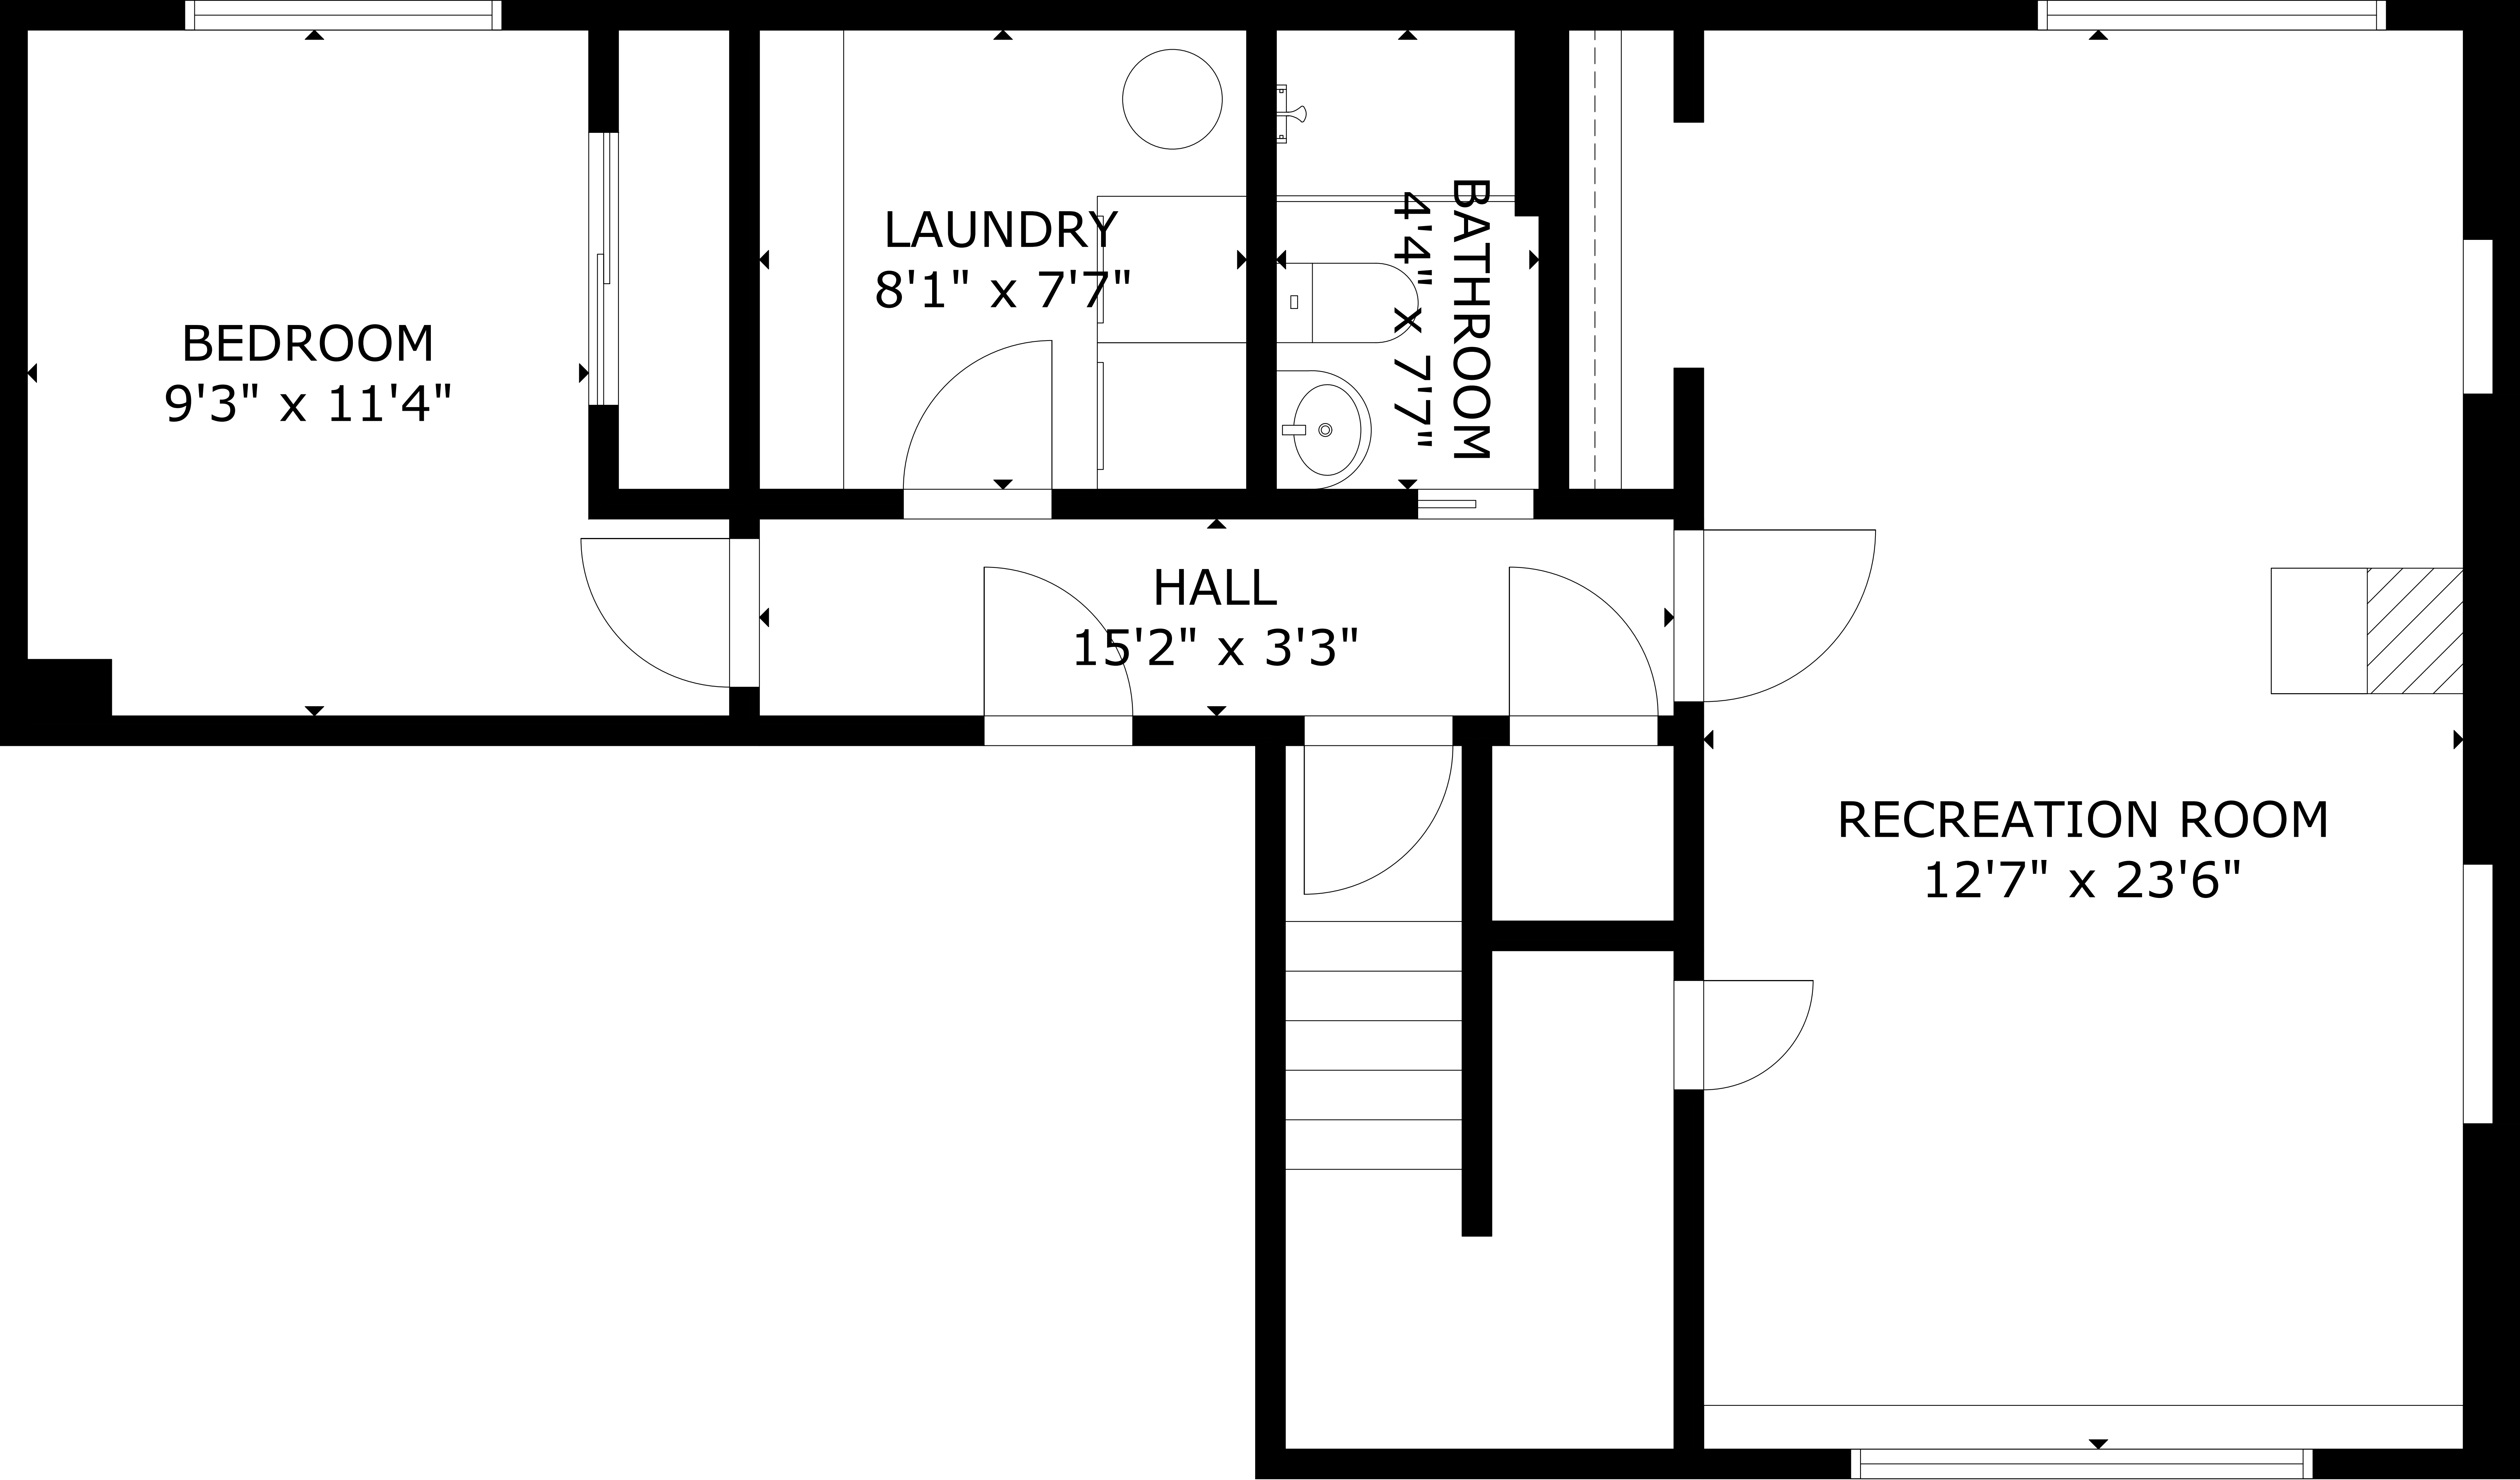 BEDROOM
9'3" x 11'4"
LAUNDRY
8'1" x 7'7"
BATHROOM
4'4" x 7'7"
HALL
15'2" x 3'3"
RECREATION ROOM
12'7" x 23'6"